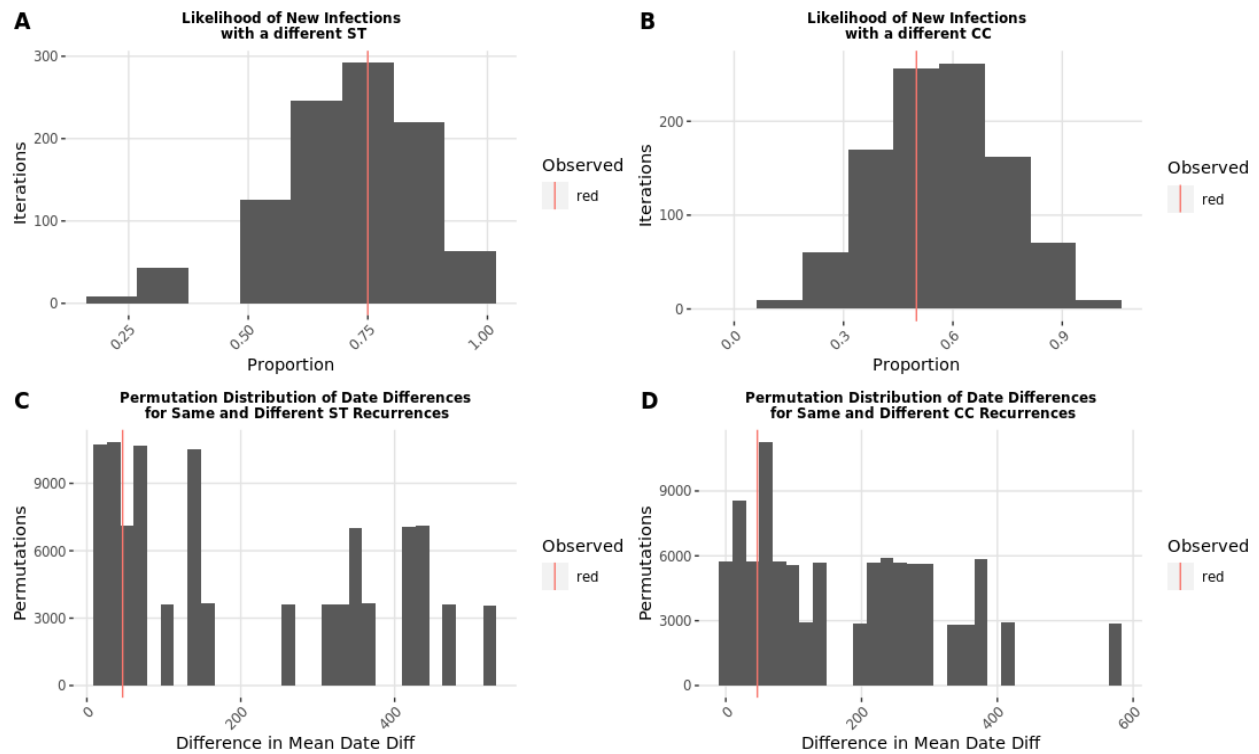 A
Likelihood of New Infections
with a different ST
Iterations
300
200
100
0
0.25
0.50
0.75
1.00
Proportion
Observed
red
B
Likelihood of New Infections
with a different CC
Iterations
200
100
0
0.0
0.3
0.6
0.9
Proportion
Observed
red
C
Permutation Distribution of Date Differences
for Same and Different ST Recurrences
Permutations
9000
6000
3000
0
0
200
400
Difference in Mean Date Diff
Observed
red
D
Permutation Distribution of Date Differences
for Same and Different CC Recurrences
Permutations
9000
6000
3000
0
0
200
400
600
Difference in Mean Date Diff
Observed
red